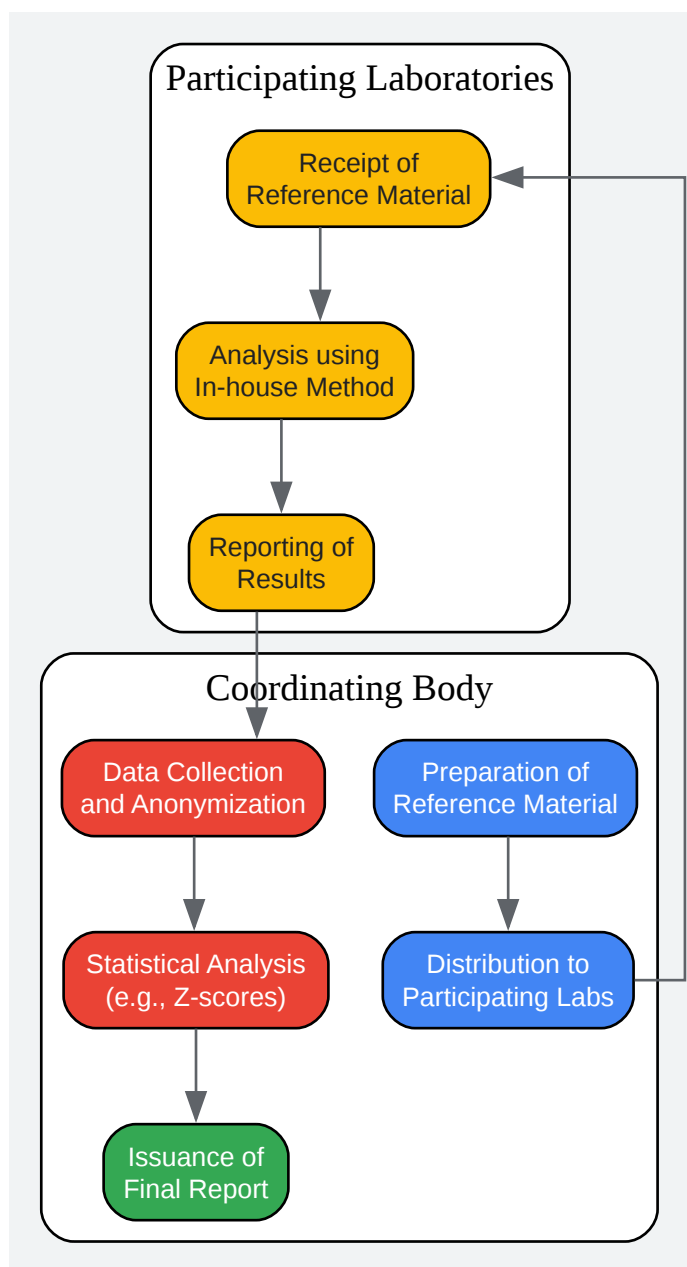 Participating Laboratories
Receipt of
Reference Material
Analysis using
In-house Method
Reporting of
Results
Coordinating Body
Data Collection
and Anonymization
Preparation of
Reference Material
Statistical Analysis
(e.g., Z-scores)
Distribution to
Participating Labs
Issuance of
Final Report